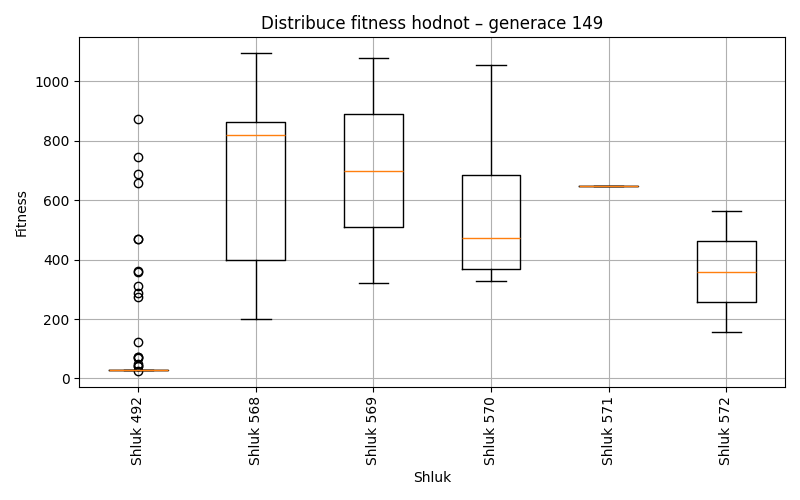 Distribuce fitness hodnot – generace 149
Fitness
1000
800
600
400
200
0
Shluk 492
Shluk 568
Shluk 569
Shluk 570
Shluk 571
Shluk 572
Shluk